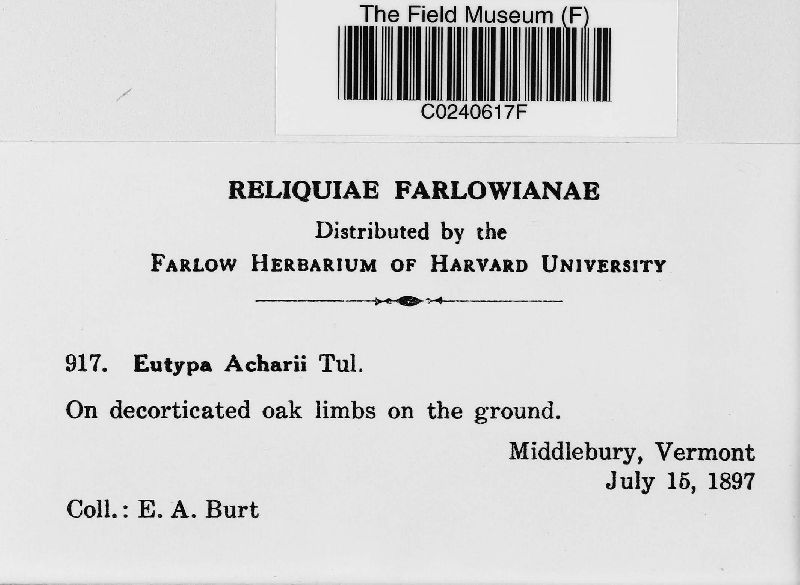 The Field Museum (F)
C0240617F
RELIQUIAE FARLOWIANAE
Distributed by the
FARLOW HERBARIUM OF HARVARD UNIVERSITY
917. Eutypa Acharii Tul.
On decorticated oak limbs on the ground.
Middlebury, Vermont
July 15, 1897
Coll.: E. A. Burt